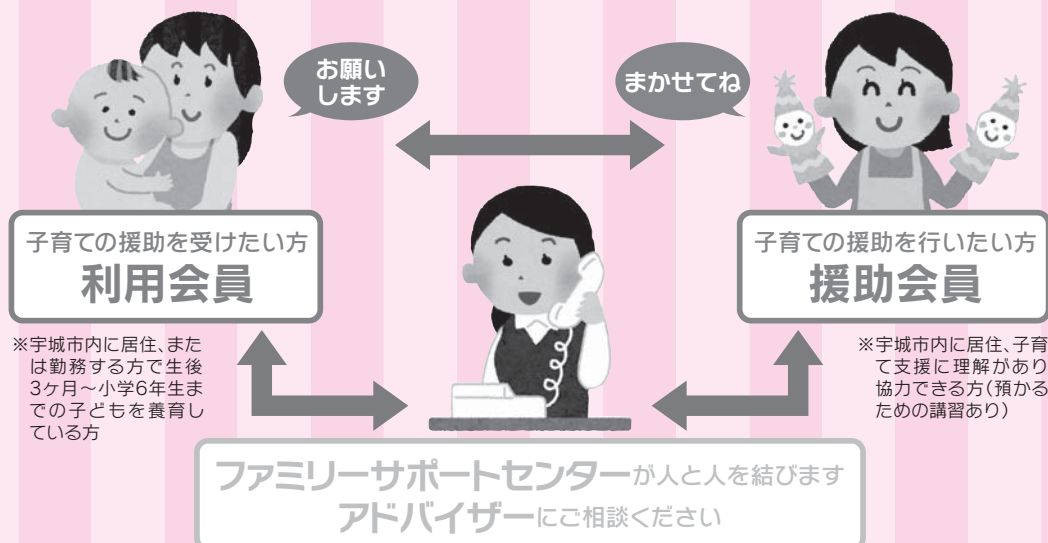 お願い
します
まかせてね
子育ての援助を受けたい方
利用会員
※宇城市内に居住、また
は勤務する方で生後
3ヶ月～小学6年生ま
での子どもを養育し
ている方
子育ての援助を行いたい方
援助会員
※宇城市内に居住、子育
て支援に理解があり
協力できる方(預かる
ための講習あり)
ファミリーサポートセンターが人と人を結びます
アドバイザーにご相談ください